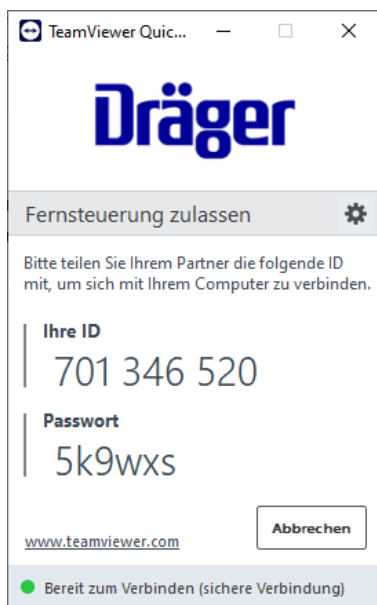 TeamViewer Quic...
Dräger
Fernsteuerung zulassen
Bitte teilen Sie Ihrem Partner die folgende ID
mit, um sich mit Ihrem Computer zu verbinden.
Ihre ID
701 346 520
Passwort
5k9wxs
www.teamviewer.com
Abbrechen
Bereit zum Verbinden (sichere Verbindung)